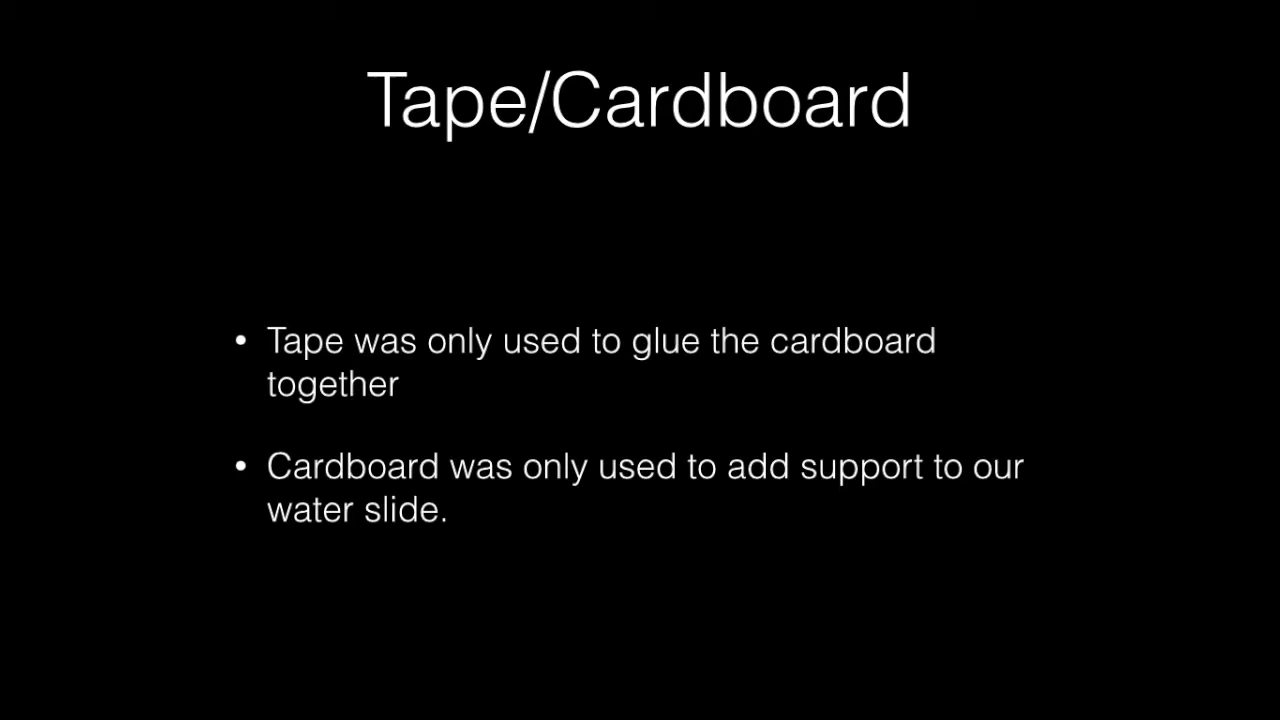 Tape/Cardboard
• Tape was only used to glue the cardboard
together
• Cardboard was only used to add support to our
water slide.